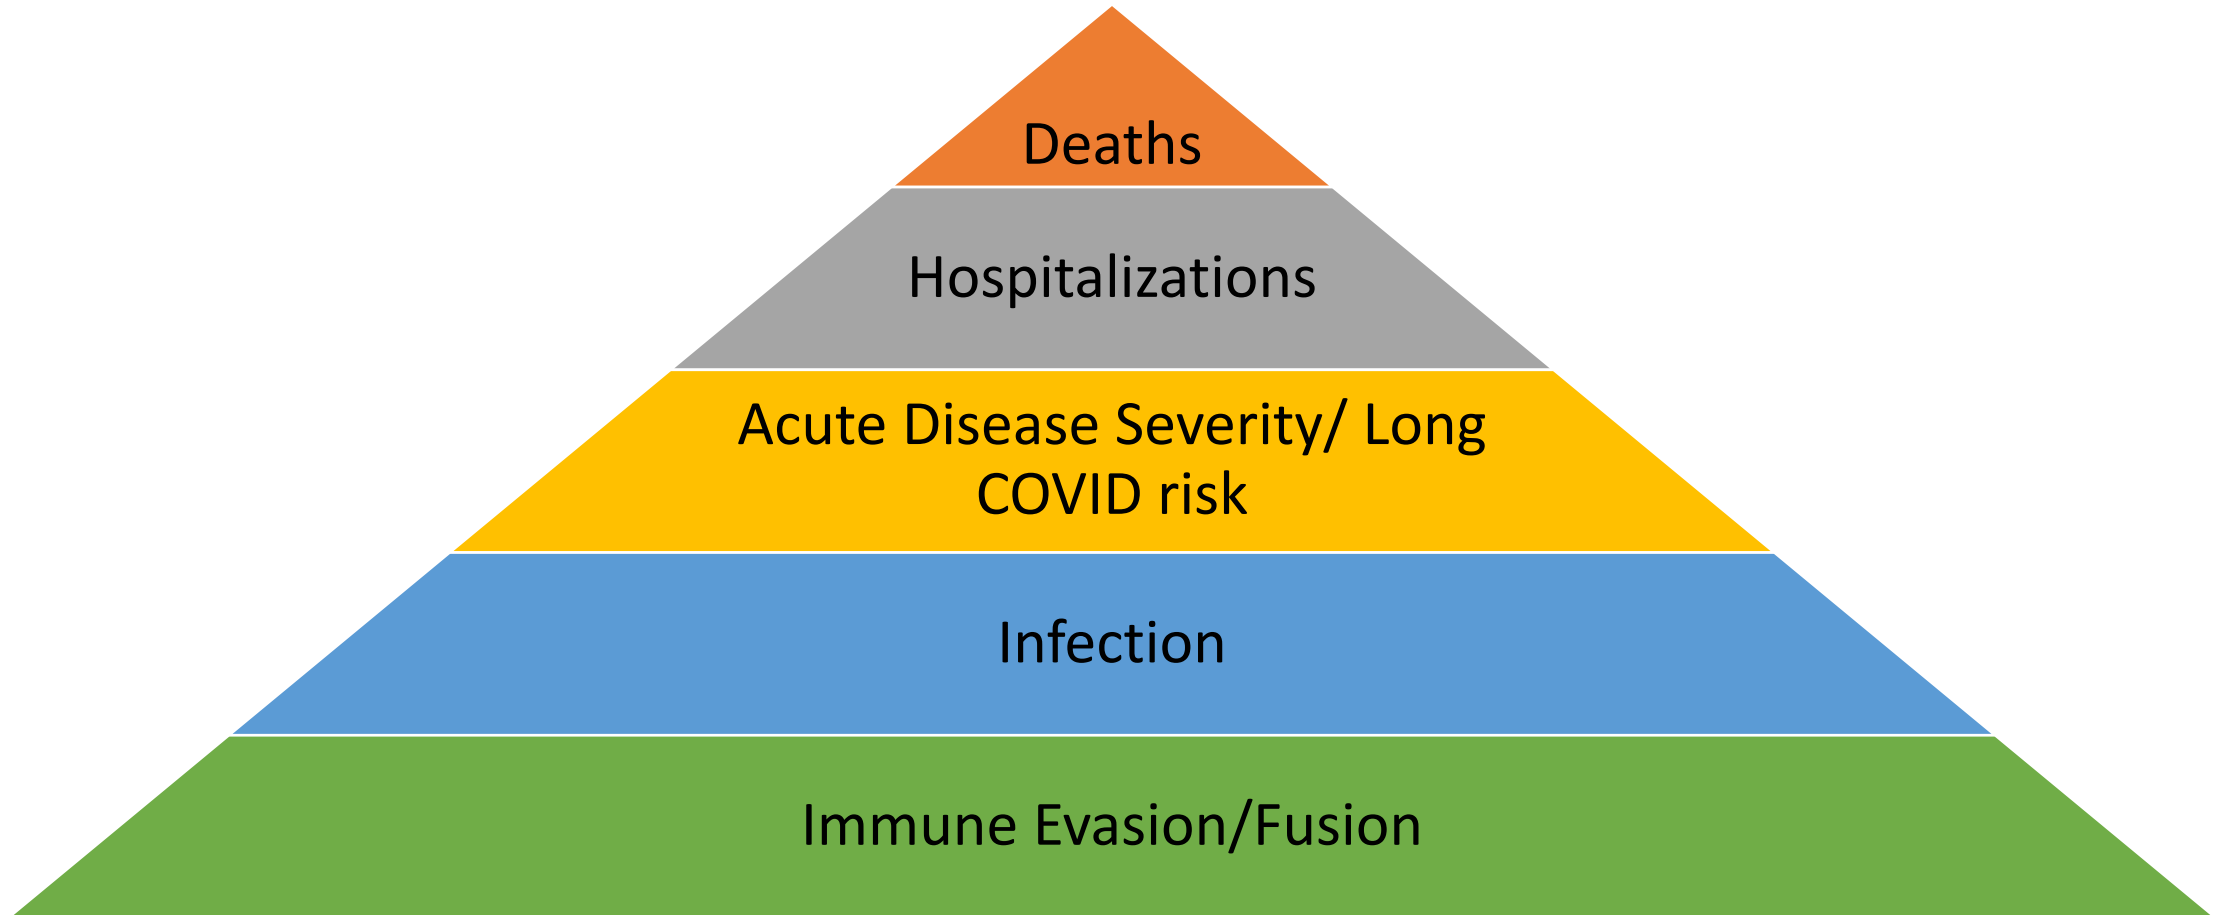 Deaths
Hospitalizations
Acute Disease Severity/ Long
COVID risk
Infection
Immune Evasion/Fusion